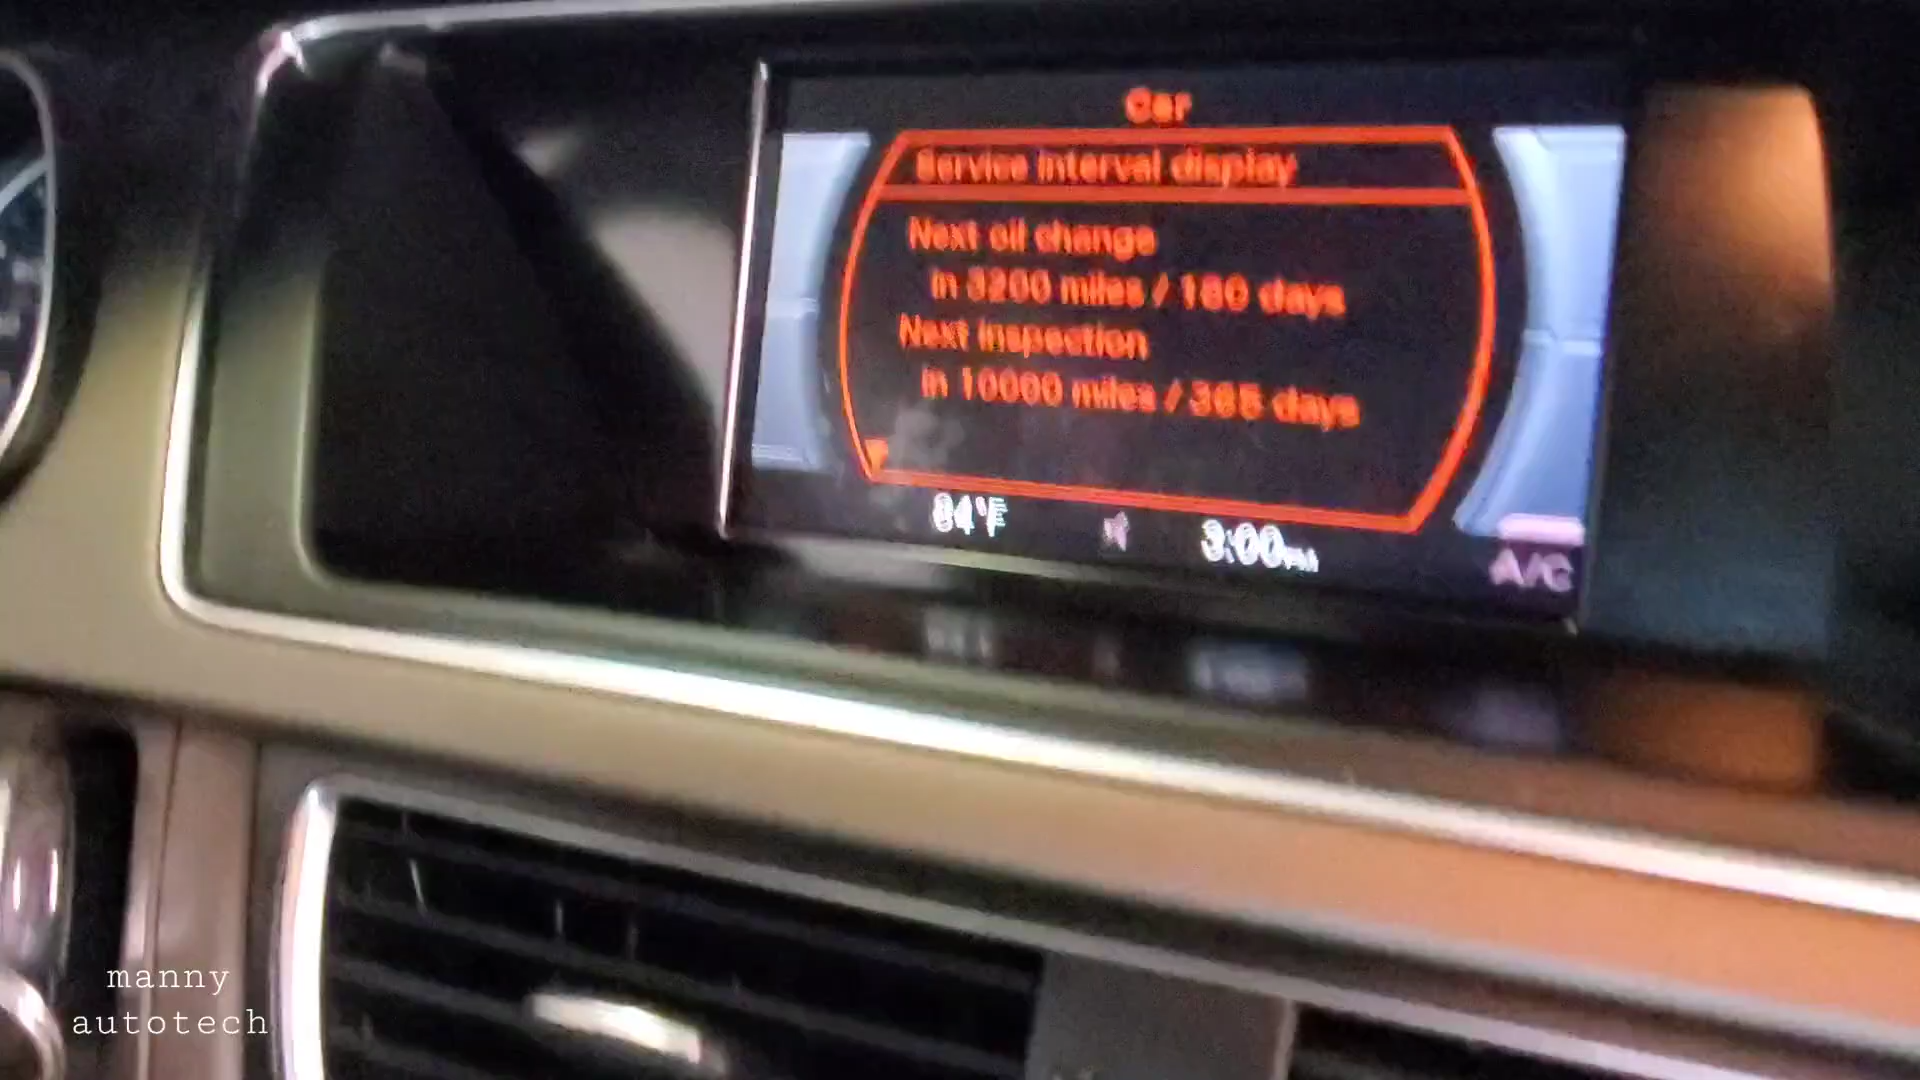 Car
Service interval display
Next oil change
in 3200 miles / 180 days
Next inspection
in 10000 miles / 365 days
84°F
3:00PM
A/C
manny
autotech